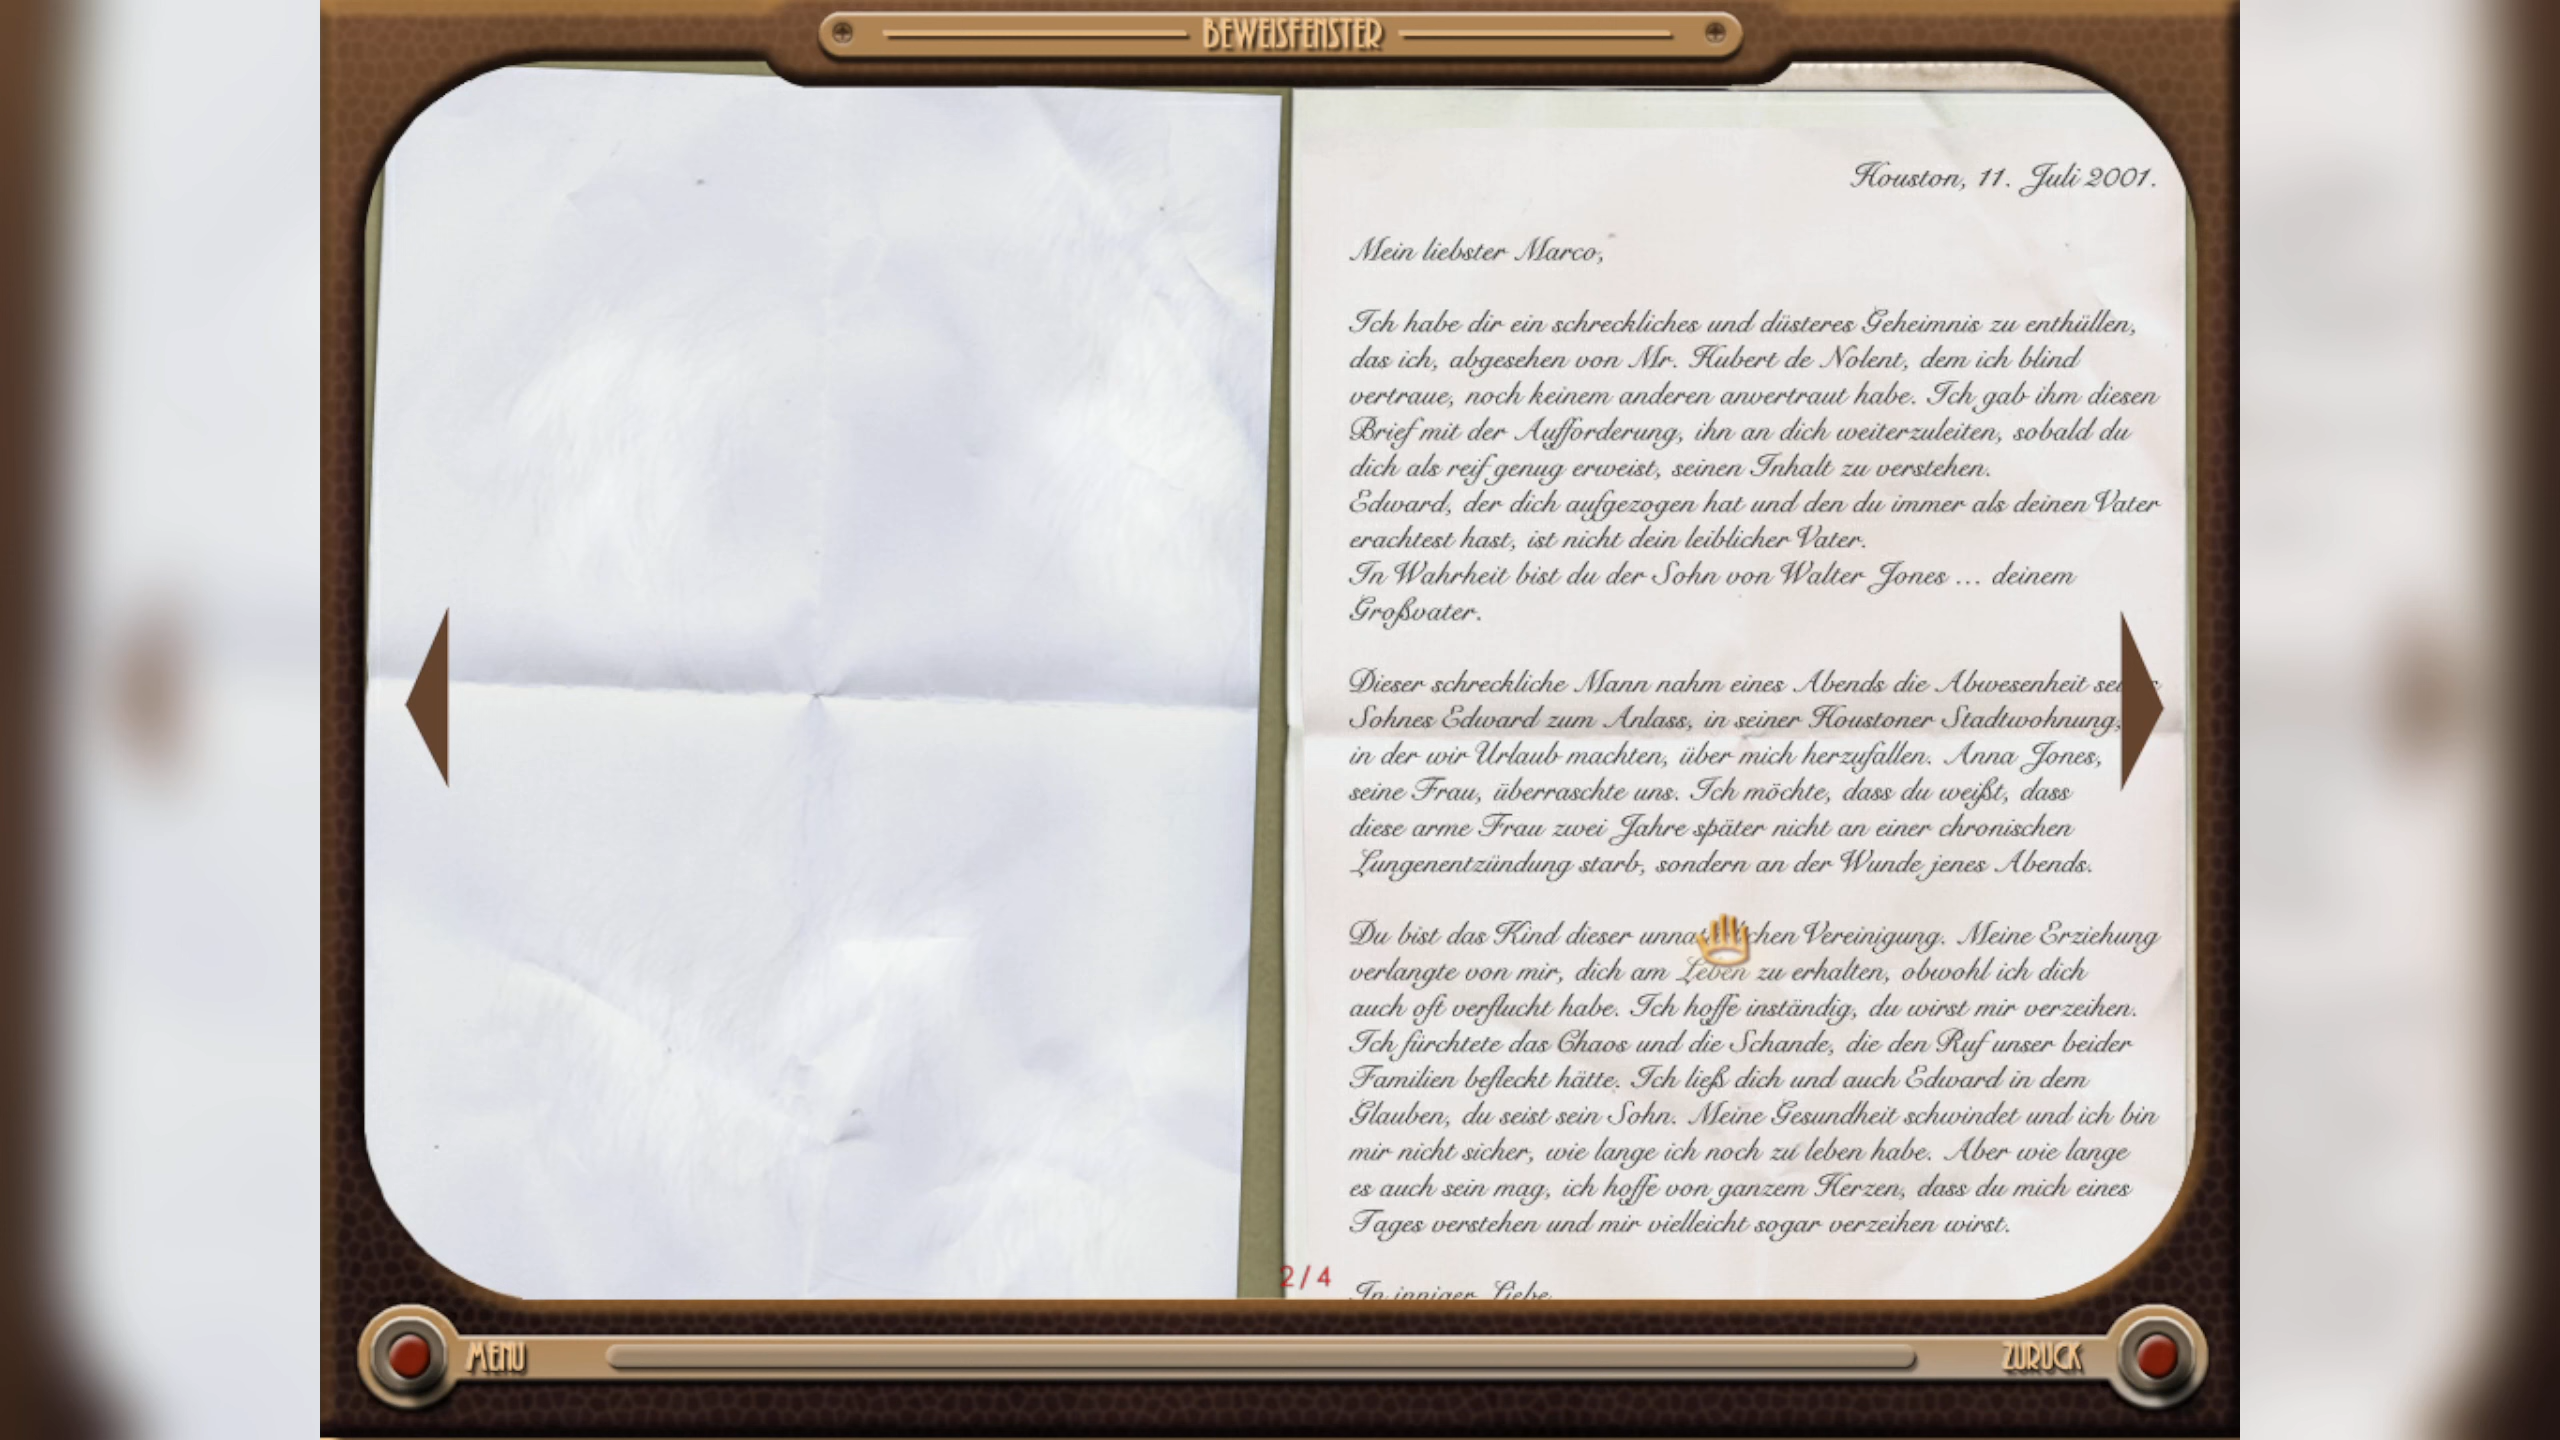 BEWEISFENSTER
Houston, 11. Juli 2001.
Mein liebster Marco,
Ich habe dir ein schreckliches und düsteres Geheimnis zu enthüllen,
das ich, abgesehen von Mr. Hubert de Nolent, dem ich blind
vertraue, noch keinem anderen anvertraut habe. Ich gab ihm diesen
Brief mit der Aufforderung, ihn an dich weiterzuleiten, sobald du
dich als reif genug erweist, seinen Inhalt zu verstehen.
Edward, der dich aufgezogen hat und den du immer als deinen Vater
erachtest hast, ist nicht dein leiblicher Vater.
In Wahrheit bist du der Sohn von Walter Jones ... deinem
Großvater.
Dieser schreckliche Mann nahm eines Abends die Abwesenheit
Sohnes Edward zum Anlass, in seiner Houstoner Stadtwohnung,
in der wir Urlaub machten, über mich herzufallen. Anna Jones,
seine Frau, überraschte uns. Ich möchte, dass du weißt, dass
diese arme Frau zwei Jahre später nicht an einer chronischen
Lungenentzündung starb, sondern an der Wunde jenes Abends.
Du bist das Kind dieser Vereinigung. Meine Erziehung
verlangte von mir, dich am Leben zu erhalten, obwohl ich dich
auch oft verflucht habe. Ich hoffe inständig, du wirst mir verzeihen.
Ich fürchtete das Chaos und die Schande, die den Ruf unser beider
Familien befleckt hätte. Ich ließ dich und auch Edward in dem
Glauben, du seist sein Sohn. Meine Gesundheit schwindet und ich bin
mir nicht sicher, wie lange ich noch zu leben habe. Aber wie lange
es auch sein mag, ich hoffe von ganzem Herzen, dass du mich eines
Tages verstehen und mir vielleicht sogar verzeihen wirst.
2/4
In inniger Liebe
MENU
ZURUCK